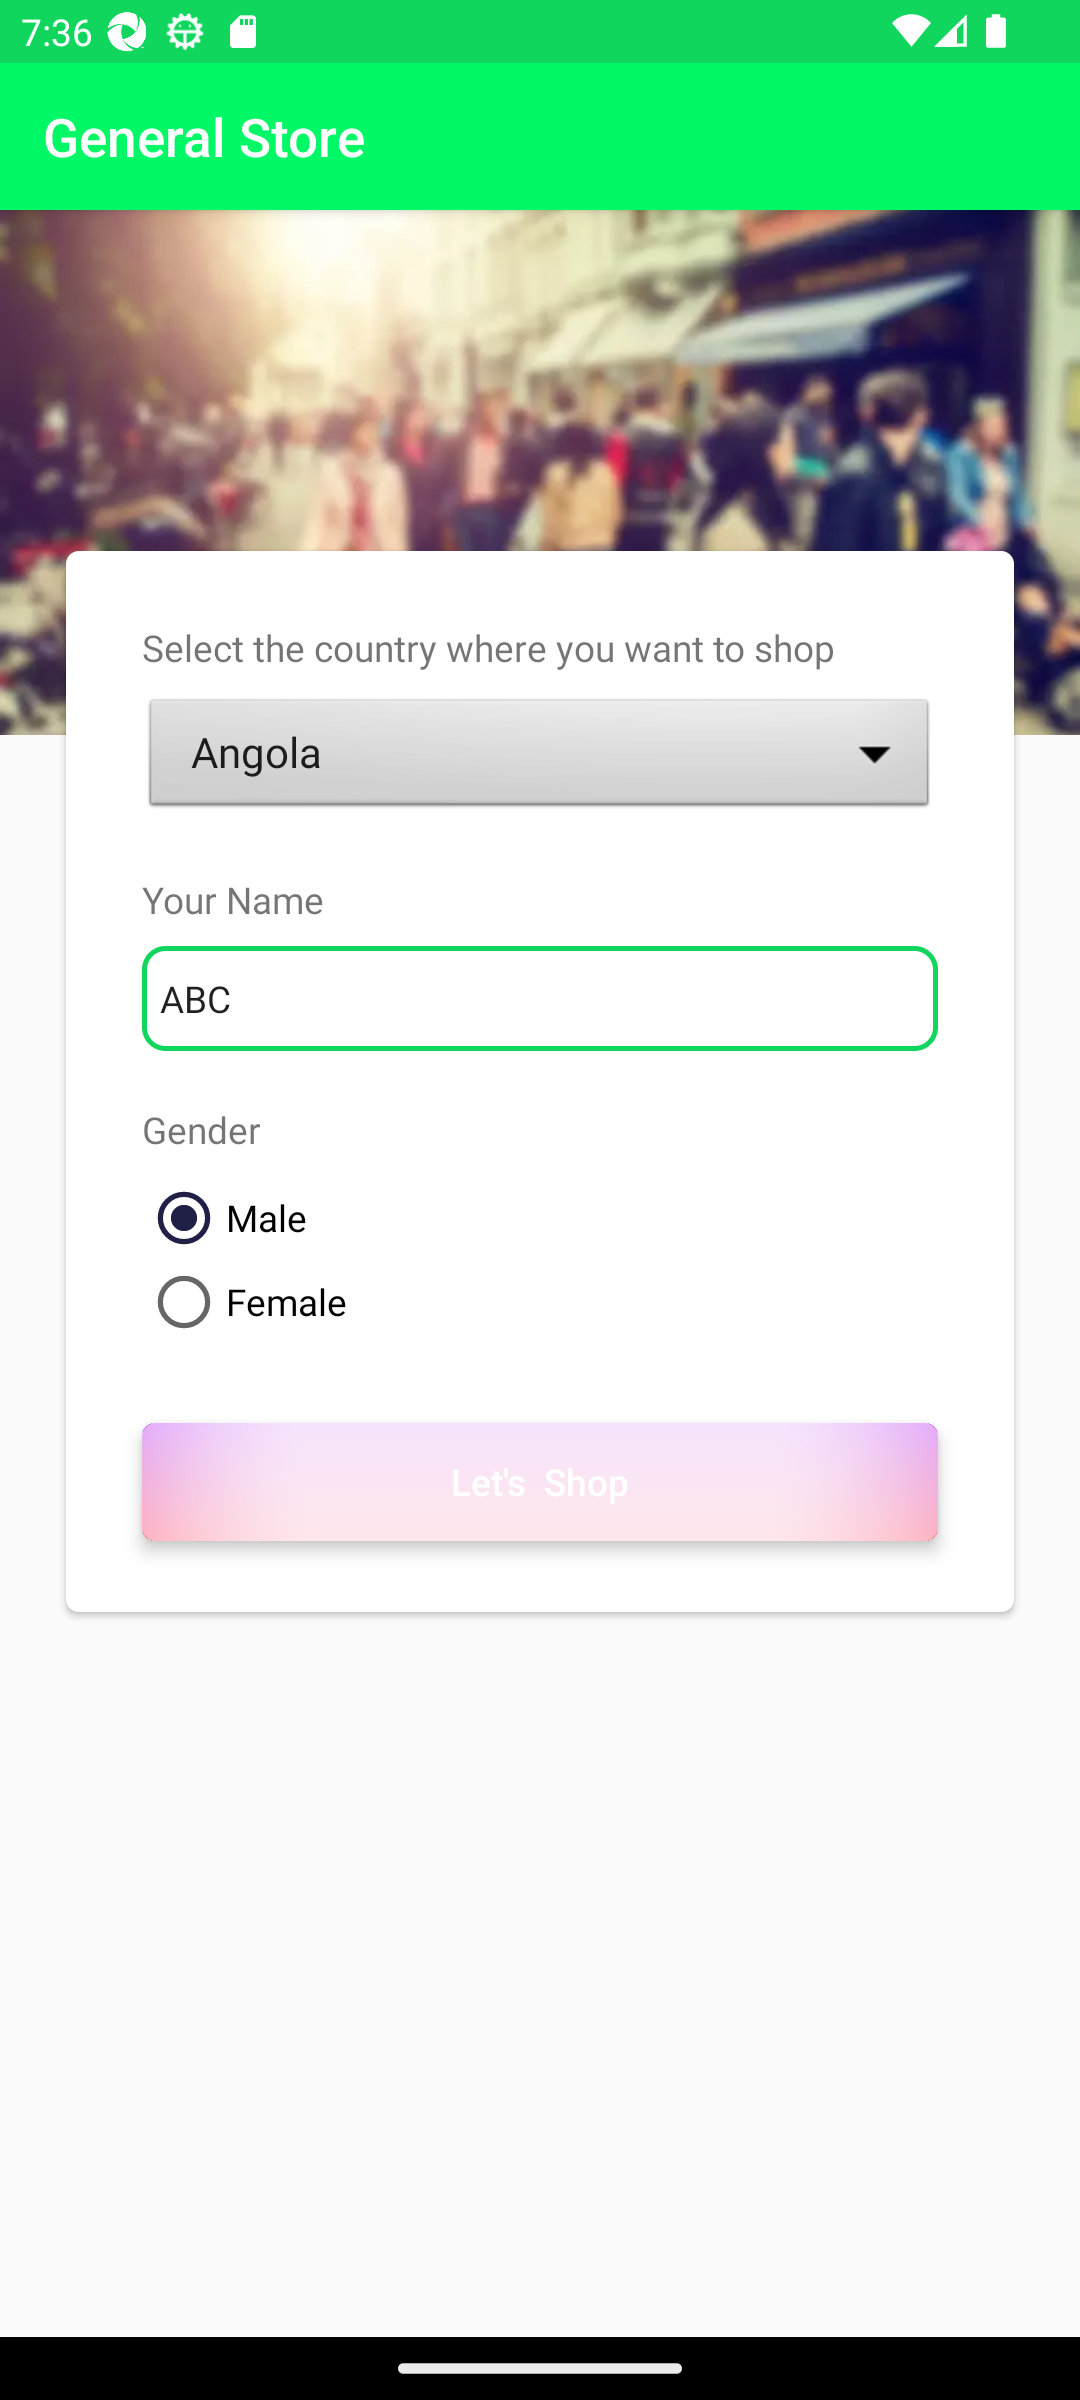 7:36
General Store
Select the country where you want to shop
Angola
Your Name
ABC
Gender
Male
Female
Let's Shop